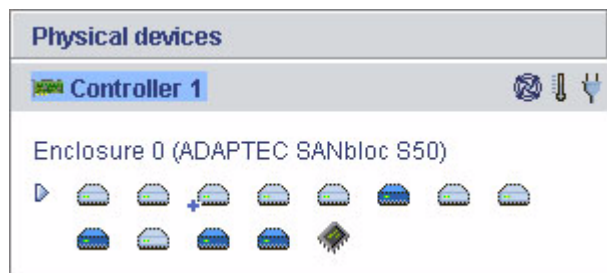 Physical devices
Controller 1
Enclosure 0 (ADAPTEC SANbloc S50)